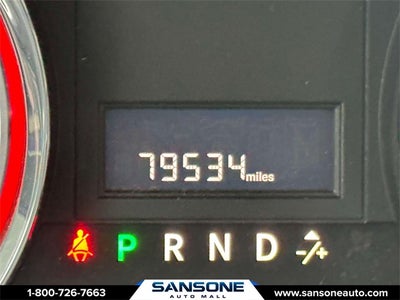 79534 miles
P R N D -/+
1-800-726-7663 SANSONE www.sansoneauto.com
AUTO MALL